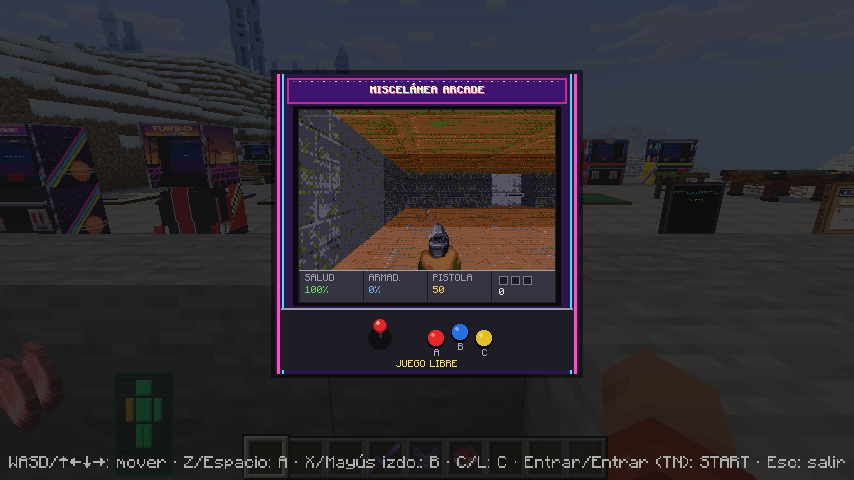 MISCELÁNEA ARCADE
TURBO
SALUD ARMAD. PISTOLA
100% 0% 50 0
A B C
JUEGO LIBRE
WASD/↑←↓→: mover · Z/Espacio: A · X/Mayús izdo.: B · C/L: C · Entrar/Entrar (TN): START · Esc: salir